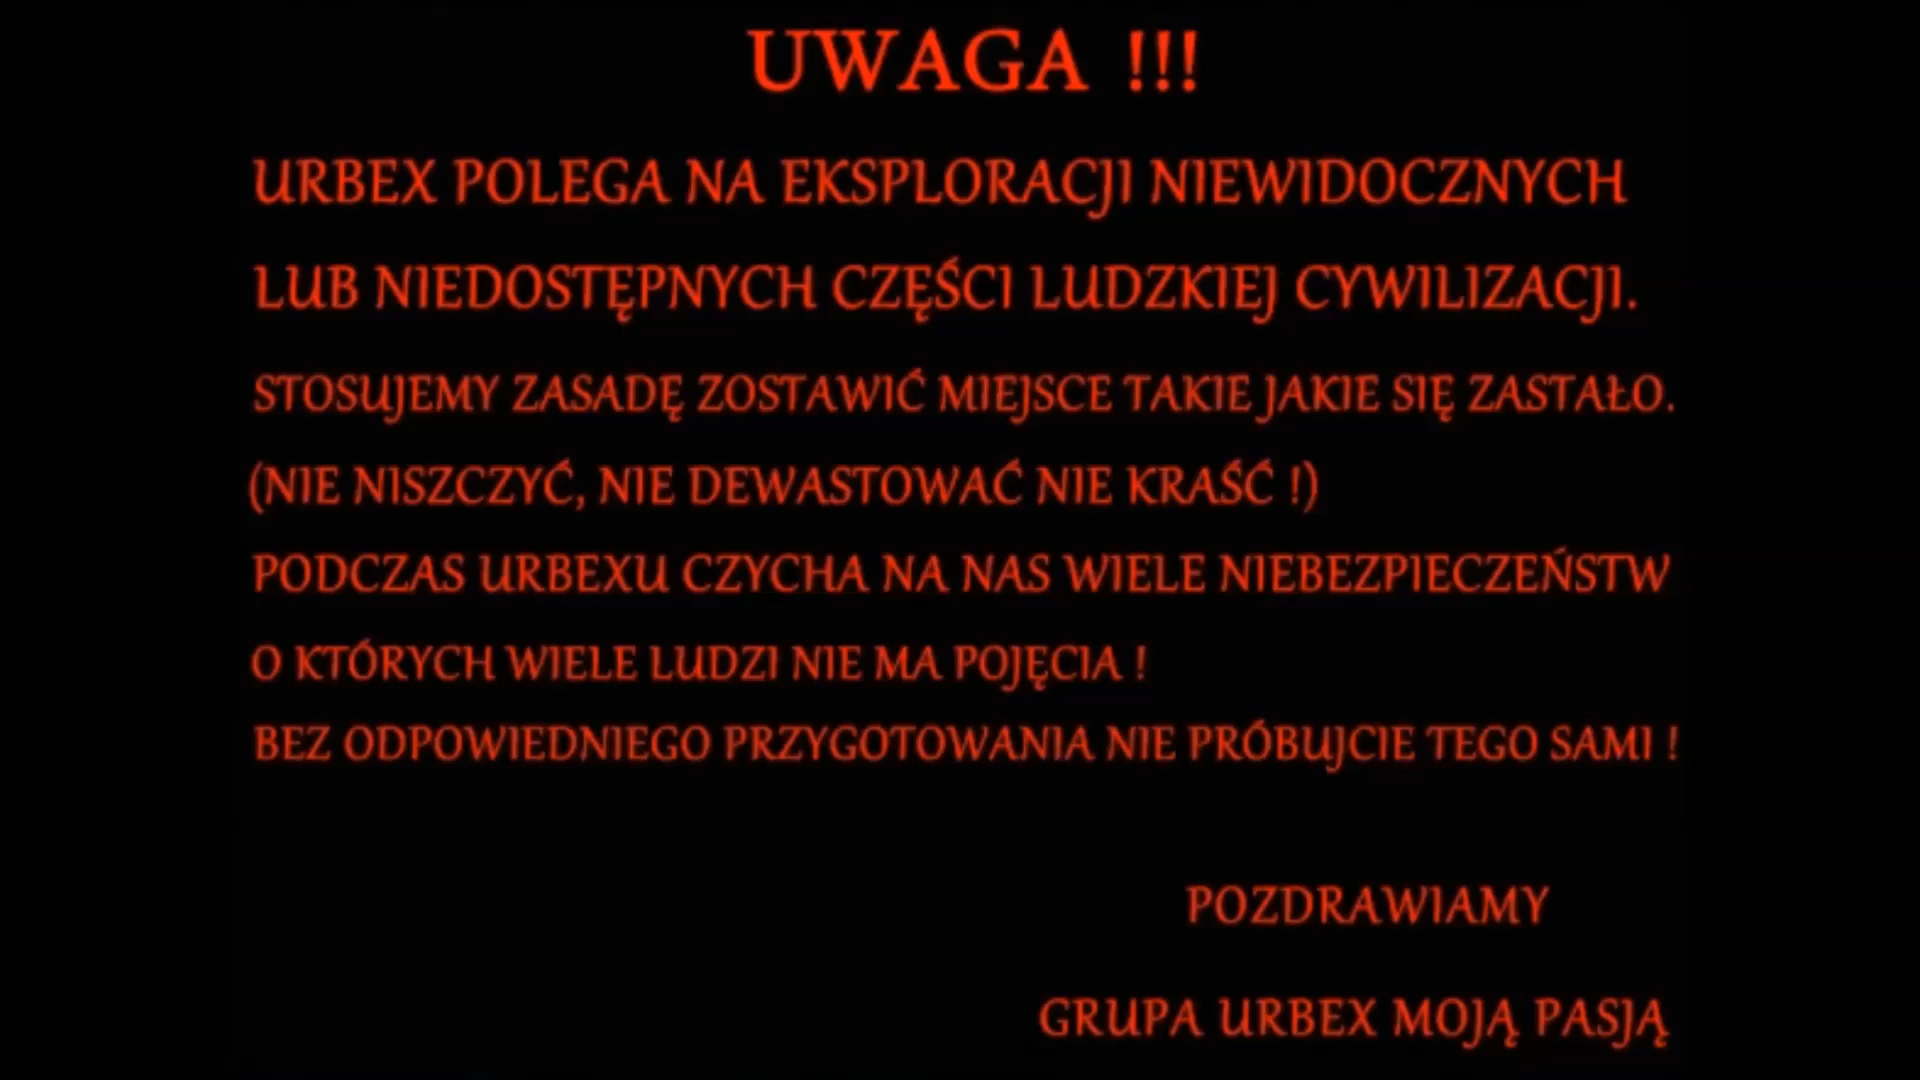 UWAGA !!!
URBEX POLEGA NA EKSPLORACJI NIEWIDOCZNYCH
LUB NIEDOSTĘPNYCH CZĘŚCI LUDZKIEJ CYWILIZACJI.
STOSUJEMY ZASADĘ ZOSTAWIĆ MIEJSCE TAKIE JAKIE SIĘ ZASTAŁO.
(NIE NISZCZYĆ, NIE DEWASTOWAĆ NIE KRAŚĆ !)
PODCZAS URBEXU CZYCHA NA NAS WIELE NIEBEZPIECZEŃSTW
O KTÓRYCH WIELE LUDZI NIE MA POJĘCIA !
BEZ ODPOWIEDNIEGO PRZYGOTOWANIA NIE PRÓBUJCIE TEGO SAMI !
POZDRAWIAMY
GRUPA URBEX MOJĄ PASJĄ